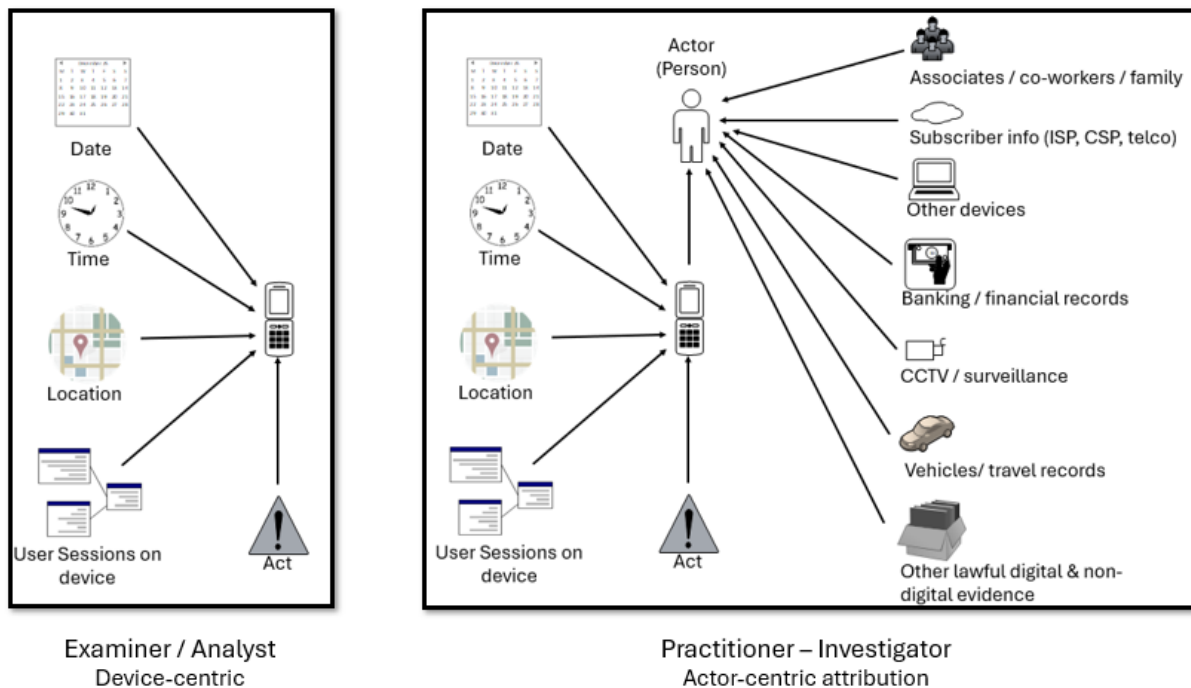 Date
Time
Location
User Sessions on
device
Act
Examiner / Analyst
Device-centric
Actor
(Person)
Date
Time
Location
User Sessions on
device
Act
Associates / co-workers / family
Subscriber info (ISP, CSP, telco)
Other devices
Banking / financial records
CCTV / surveillance
Vehicles/ travel records
Other lawful digital & non-
digital evidence
Practitioner – Investigator
Actor-centric attribution